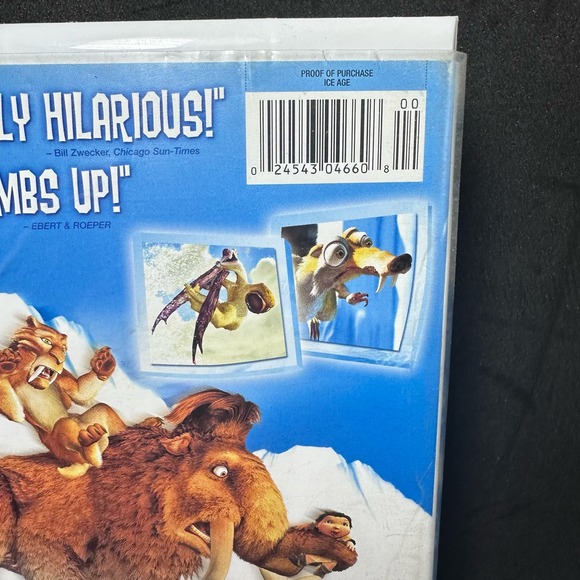 PROOF OF PURCHASE
ICE AGE
00
LY HILARIOUS!"
– Bill Zwecker, Chicago Sun-Times
0 24543 04660 8
MBS UP!"
– EBERT & ROEPER